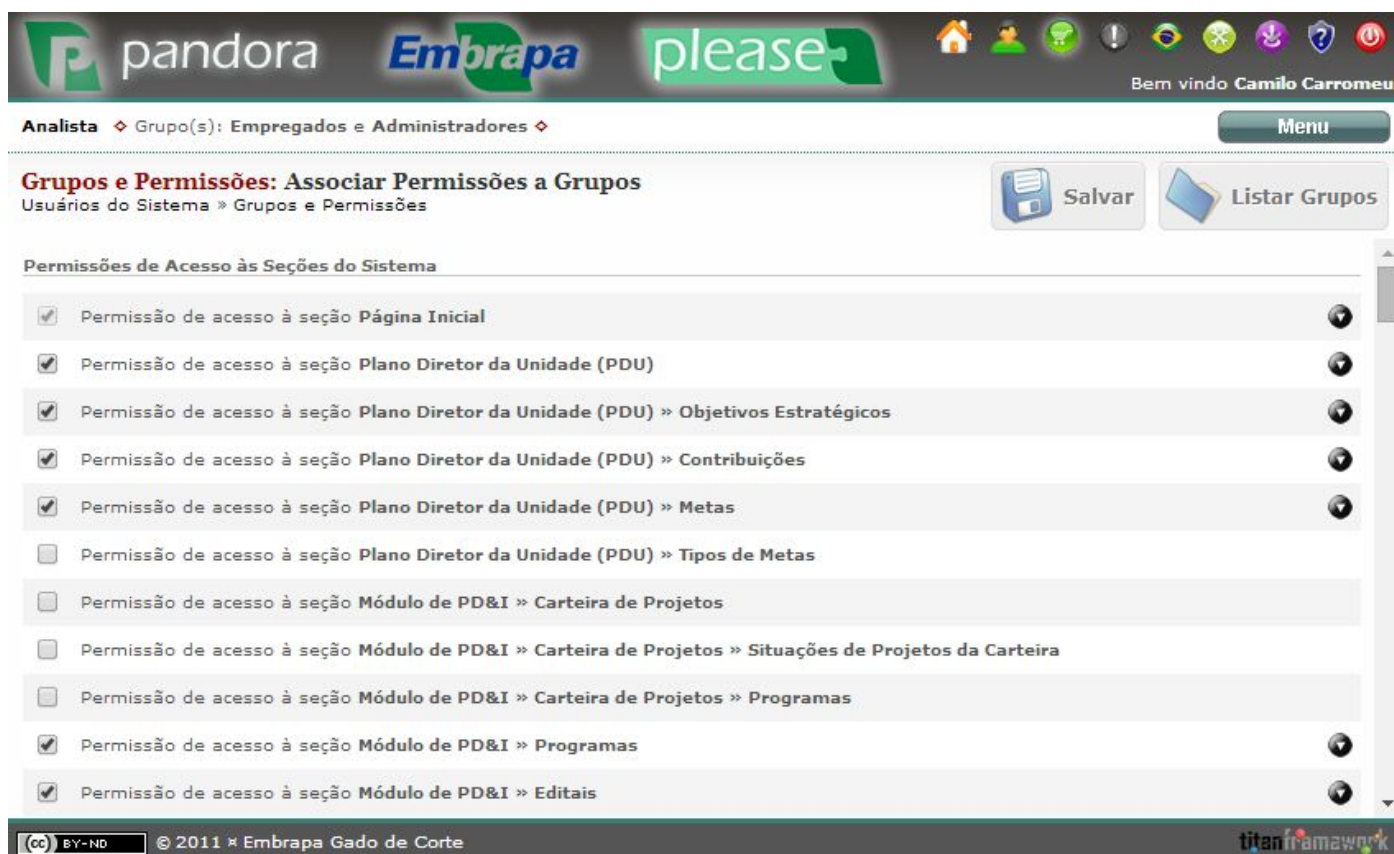 pandora Embrapa please
Bem vindo Camilo Carromeu
Analista Grupo(s): Empregados e Administradores
Menu
Grupos e Permissões: Associar Permissões a Grupos
Usuários do Sistema » Grupos e Permissões
Salvar
Listar Grupos
Permissões de Acesso às Seções do Sistema
Permissão de acesso à seção Página Inicial
Permissão de acesso à seção Plano Diretor da Unidade (PDU)
Permissão de acesso à seção Plano Diretor da Unidade (PDU) » Objetivos Estratégicos
Permissão de acesso à seção Plano Diretor da Unidade (PDU) » Contribuições
Permissão de acesso à seção Plano Diretor da Unidade (PDU) » Metas
Permissão de acesso à seção Plano Diretor da Unidade (PDU) » Tipos de Metas
Permissão de acesso à seção Módulo de PD&I » Carteira de Projetos
Permissão de acesso à seção Módulo de PD&I » Carteira de Projetos » Situações de Projetos da Carteira
Permissão de acesso à seção Módulo de PD&I » Carteira de Projetos » Programas
Permissão de acesso à seção Módulo de PD&I » Programas
Permissão de acesso à seção Módulo de PD&I » Editais
(cc) BY-ND © 2011 ¤ Embrapa Gado de Corte
titanframework